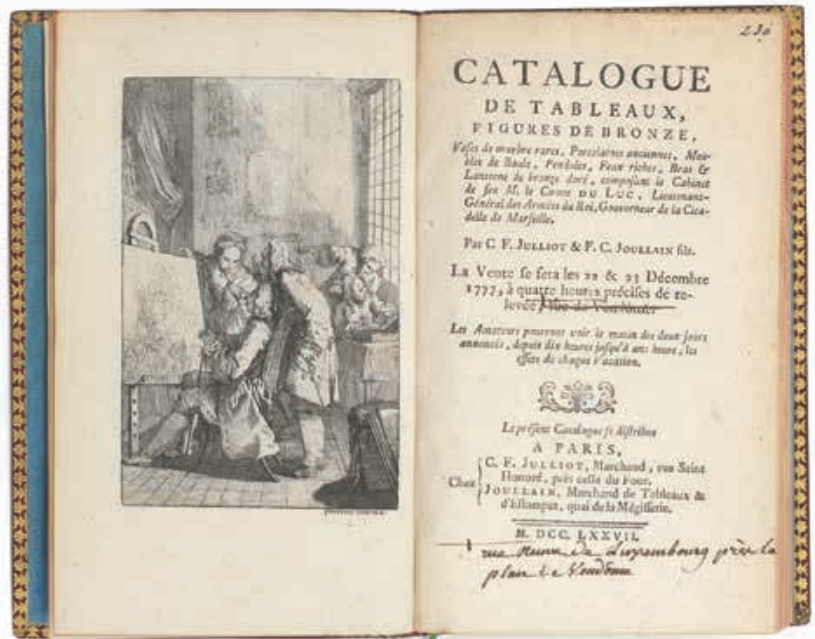 230
CATALOGUE
DE TABLEAUX,
FIGURES DE BRONZE,
Vases de marbre rares, Porcelaines anciennes, Meu-
bles de Boule, Pendules, Feux riches, Bras &
Lanterne de bronze doré, composant le Cabinet
de feu M. le Comte DU LUC, Lieutenant-
Général des Armées du Roi, Gouverneur de la Cita-
delle de Marseille.
Par C. F. JULLIOT & F. C. JOULLAIN fils.
La Vente se fera les 22 & 23 Décembre
1777, à quatre heures précises de re-
levée, rue de
Les Amateurs pourront voir le matin des deux jours
annoncés, depuis dix heures jusqu'à une heure, les
effets de chaque Vacation.
Le présent Catalogue se distribue
A PARIS,
Chez
C. F. JULLIOT, Marchand, rue Saint
Honoré, près celle du Four.
JOULLAIN, Marchand de Tableaux &
d'Estampes, quai de la Mégisserie.
M. DCC. LXXVII.
rue Neuve de Luxembourg près la
place de Vendôme